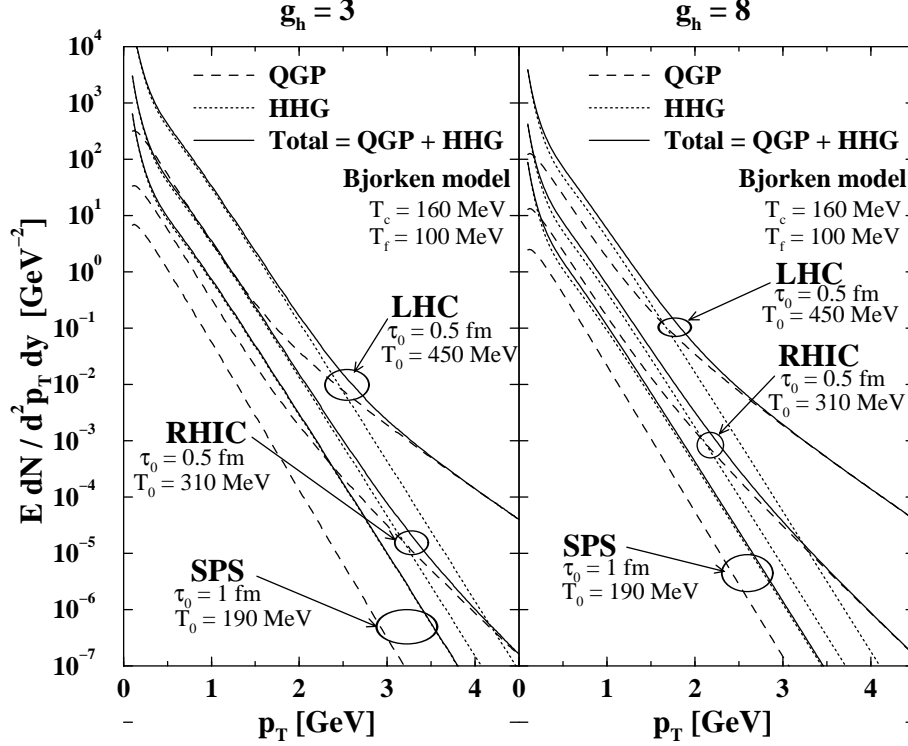 g_h = 3
g_h = 8
10^4
10^3
10^2
10^1
10^0
10^-1
10^-2
10^-3
10^-4
10^-5
10^-6
10^-7
E dN / d^2p_T dy [GeV^-2]
QGP
HHG
Total = QGP + HHG
Bjorken model
T_c = 160 MeV
T_f = 100 MeV
LHC
τ_0 = 0.5 fm
T_0 = 450 MeV
RHIC
τ_0 = 0.5 fm
T_0 = 310 MeV
SPS
τ_0 = 1 fm
T_0 = 190 MeV
0 1 2 3 4
p_T [GeV]
QGP
HHG
Total = QGP + HHG
Bjorken model
T_c = 160 MeV
T_f = 100 MeV
LHC
τ_0 = 0.5 fm
T_0 = 450 MeV
RHIC
τ_0 = 0.5 fm
T_0 = 310 MeV
SPS
τ_0 = 1 fm
T_0 = 190 MeV
0 1 2 3 4
p_T [GeV]